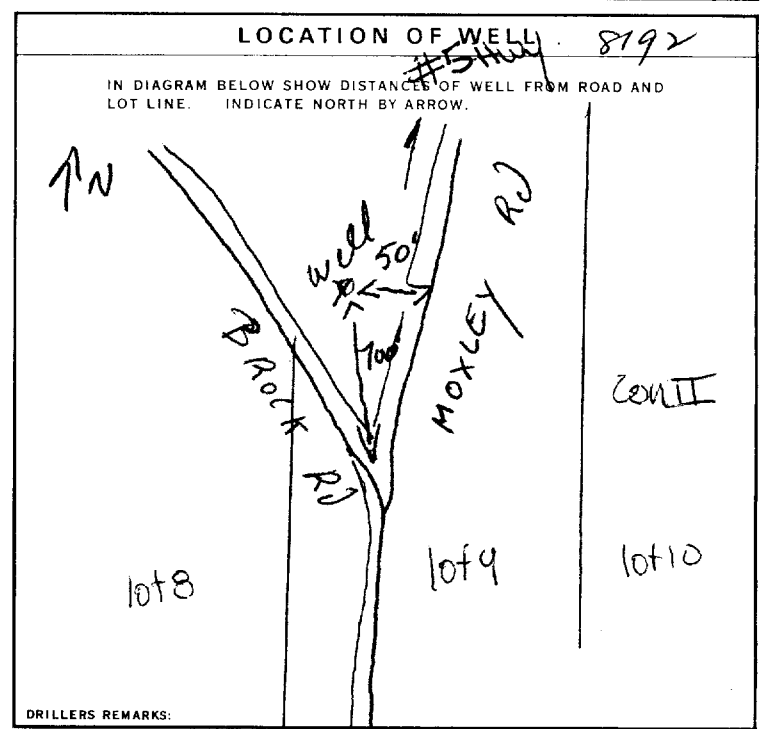 LOCATION OF WELL 8192
#5 Hwy
IN DIAGRAM BELOW SHOW DISTANCES OF WELL FROM ROAD AND
LOT LINE. INDICATE NORTH BY ARROW.
N
well
50'
BROCK RD
MOXLEY RD
con II
lot 8
lot 9
lot 10
DRILLERS REMARKS: